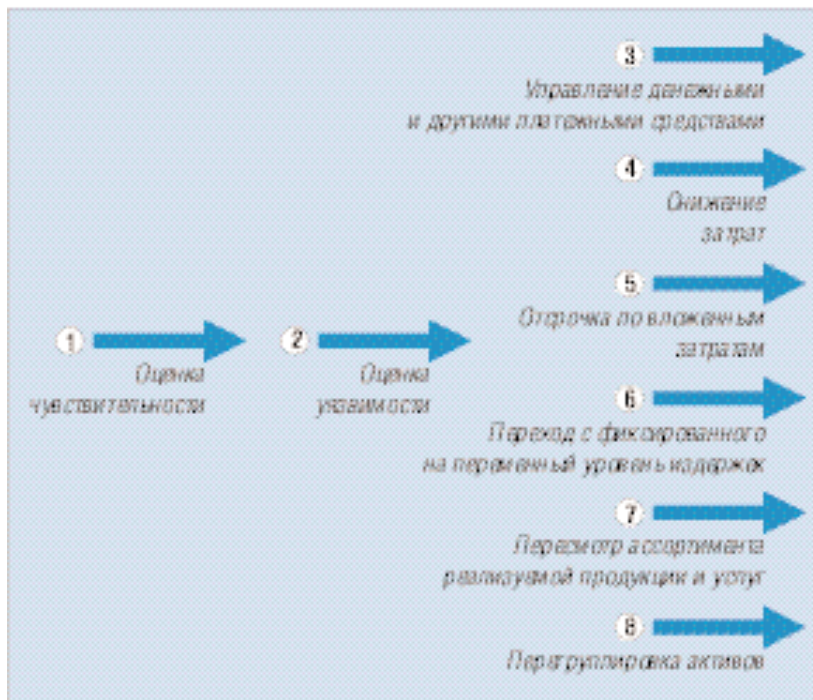 3
Управление денежными
и другими платежными средствами
4
Снижение
затрат
5
Отсрочка по вложенным
затратам
1
Оценка
чувствительности
2
Оценка
уязвимости
6
Переход с фиксированного
на переменный уровень издержек
7
Пересмотр ассортимента
реализуемой продукции и услуг
8
Перегруппировка активов